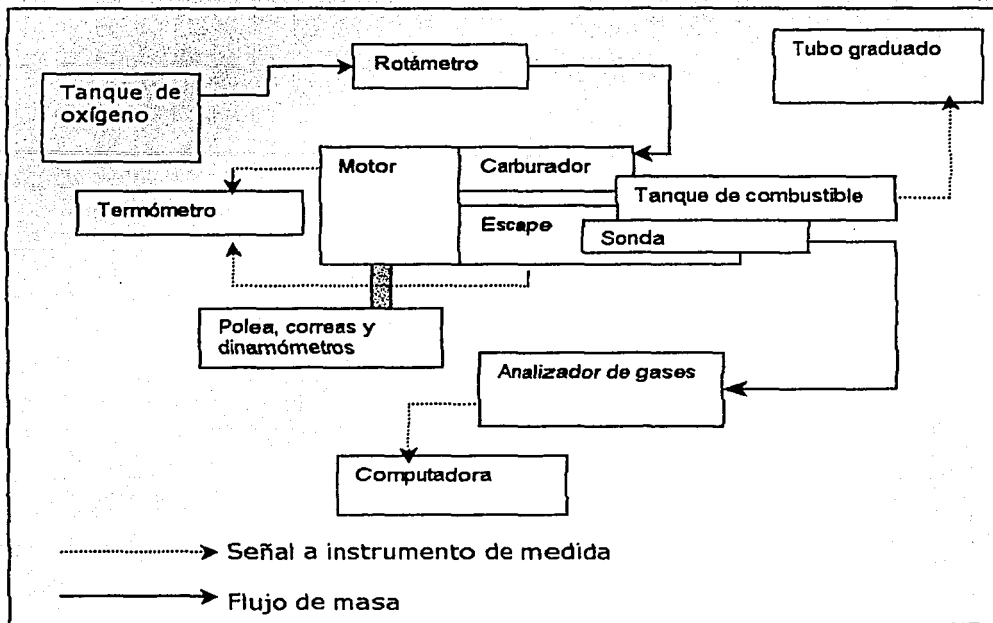 Tubo graduado
Rotámetro
Tanque de
oxígeno
Motor
Carburador
Tanque de combustible
Termómetro
Escape
Sonda
Polea, correas y
dinamómetros
Analizador de gases
Computadora
Señal a instrumento de medida
Flujo de masa